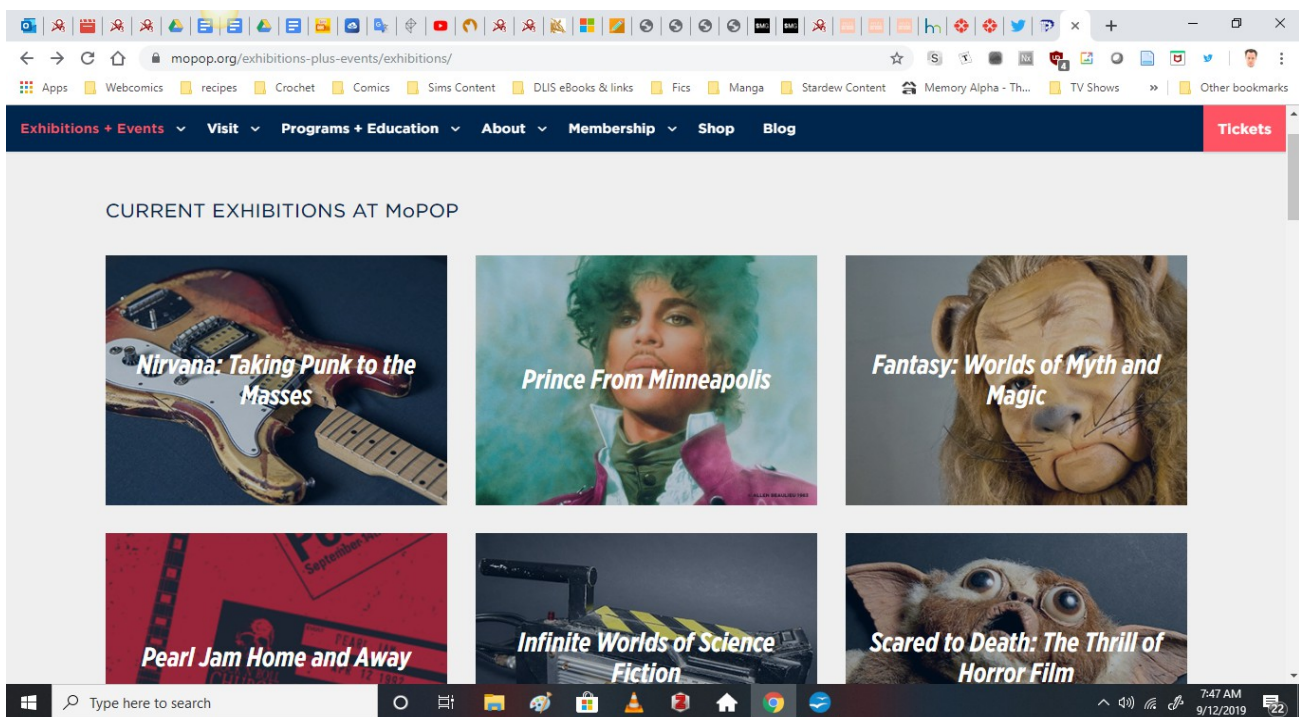 mopop.org/exhibitions-plus-events/exhibitions/
Apps Webcomics recipes Crochet Comics Sims Content DLIS eBooks & links Fics Manga Stardew Content Memory Alpha - Th... TV Shows » Other bookmarks
Exhibitions + Events Visit Programs + Education About Membership Shop Blog Tickets
CURRENT EXHIBITIONS AT MoPOP
Nirvana: Taking Punk to the
Masses
Prince From Minneapolis
Fantasy: Worlds of Myth and
Magic
Pearl Jam Home and Away
Infinite Worlds of Science
Fiction
Scared to Death: The Thrill of
Horror Film
Type here to search
7:47 AM
9/12/2019
22